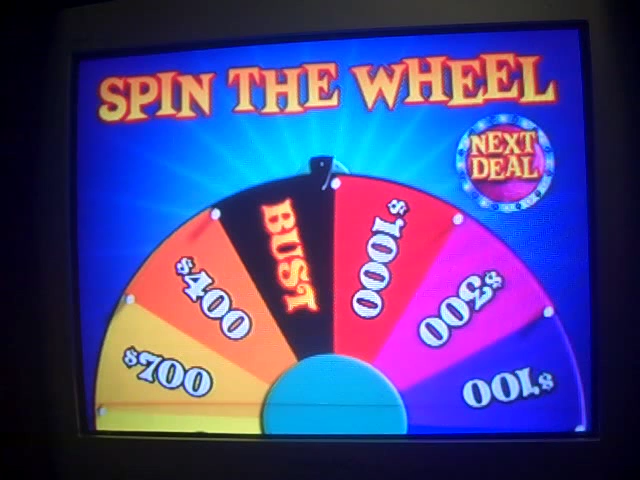 SPIN THE WHEEL
NEXT
DEAL
BUST
$1000
$400
$300
$700
$100